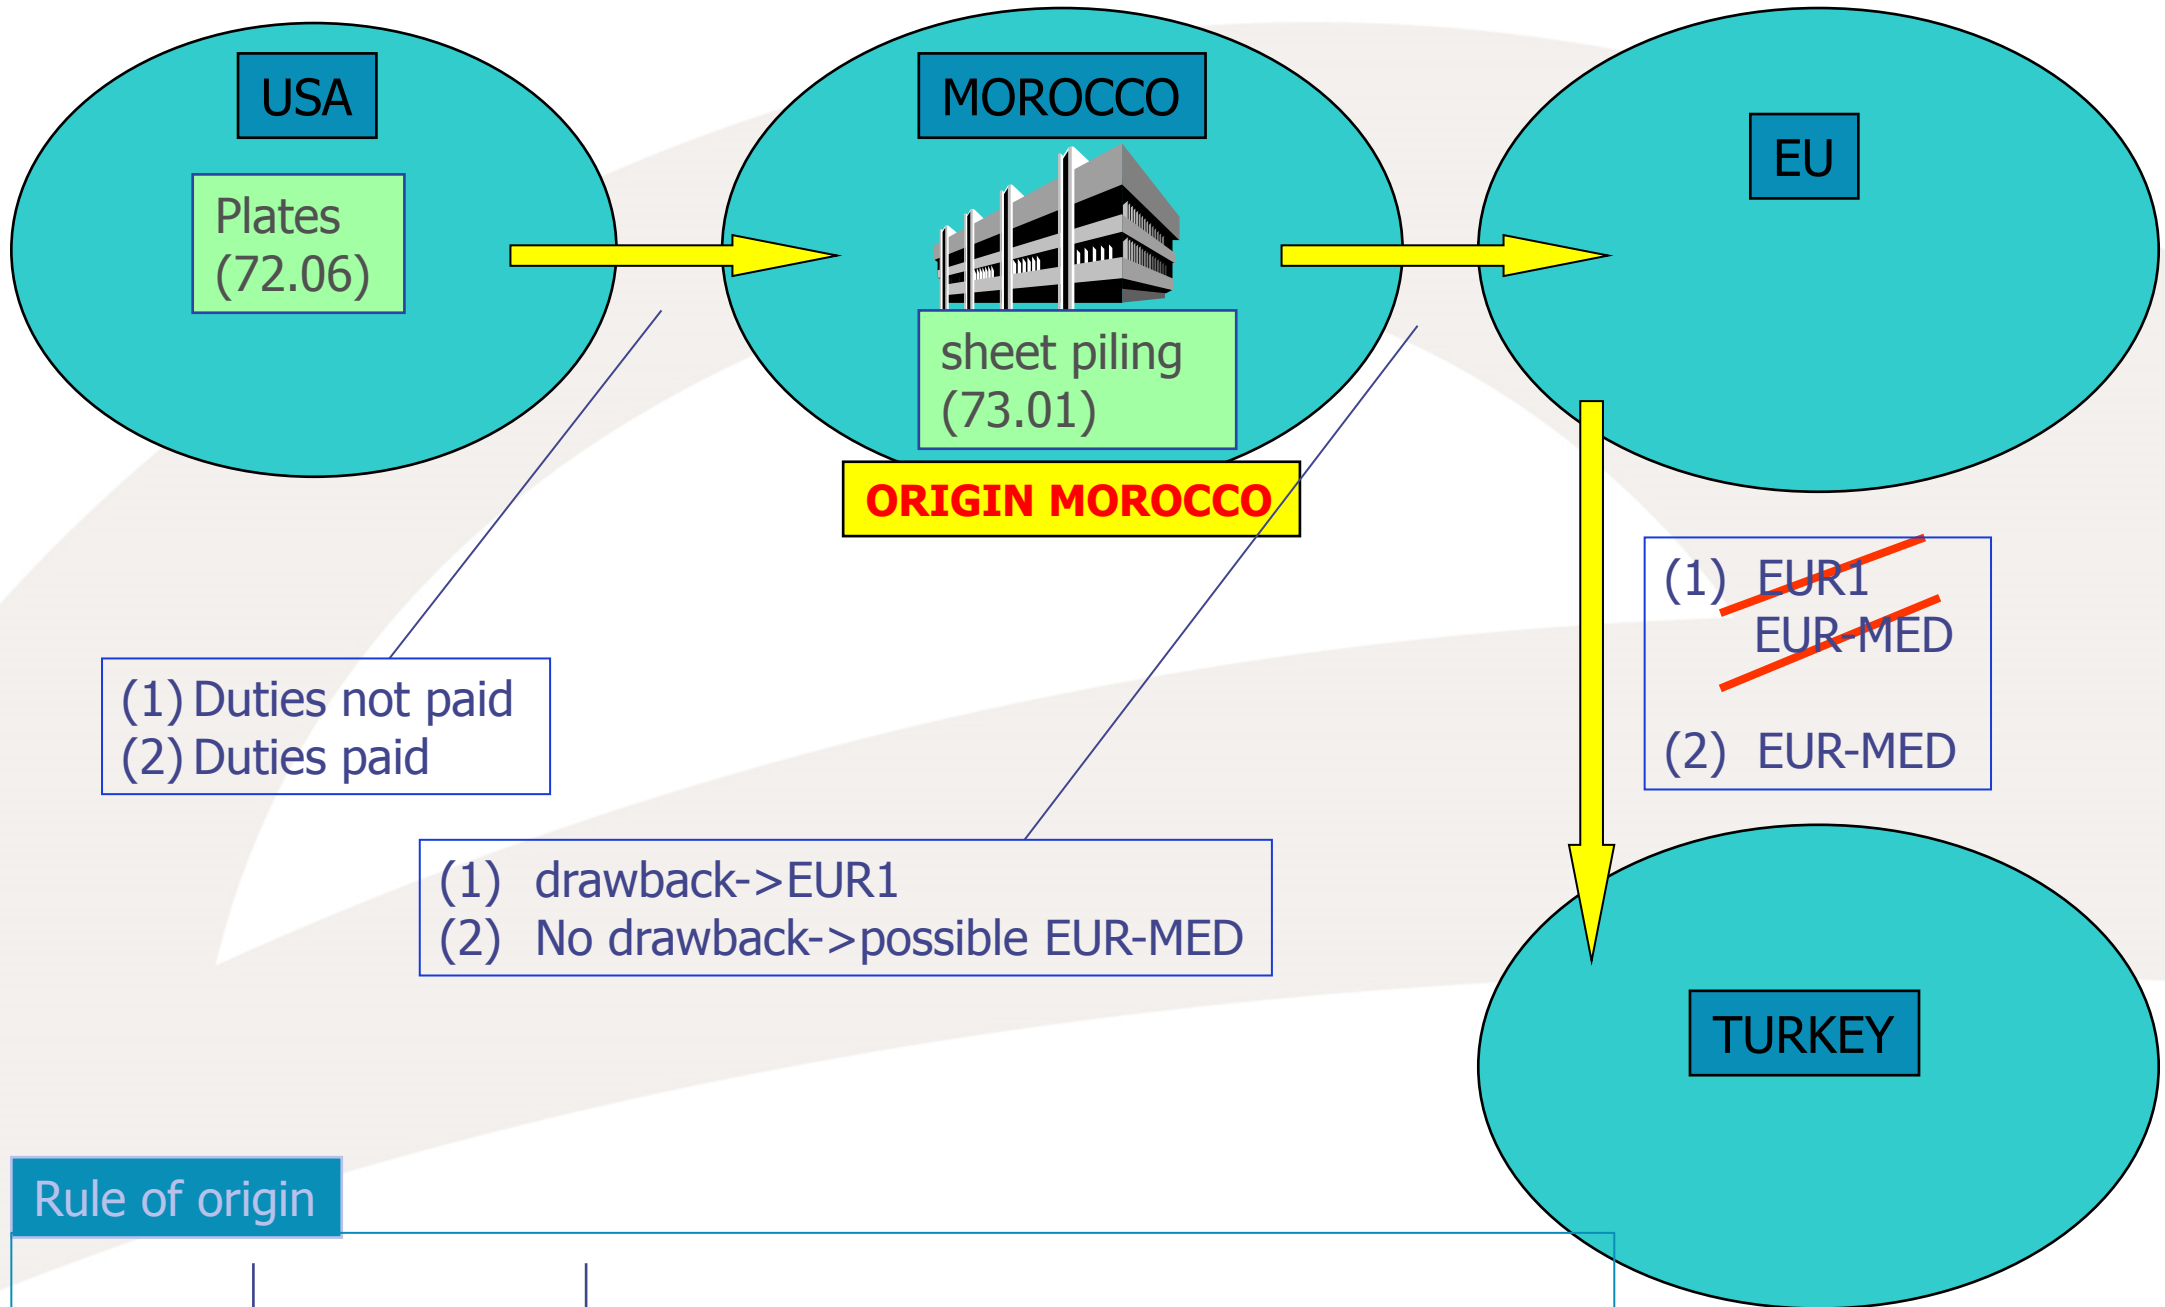 USA
Plates
(72.06)
MOROCCO
sheet piling
(73.01)
ORIGIN MOROCCO
EU
(1) EUR1
EUR-MED
(2) EUR-MED
(1) Duties not paid
(2) Duties paid
(1) drawback->EUR1
(2) No drawback->possible EUR-MED
TURKEY
Rule of origin